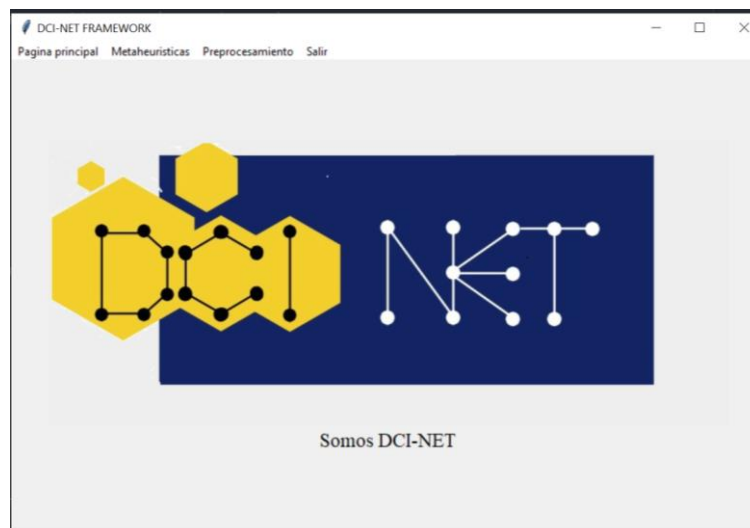 DCI-NET FRAMEWORK
Pagina principal Metaheuristicas Preprocesamiento Salir
DCI NET
Somos DCI-NET